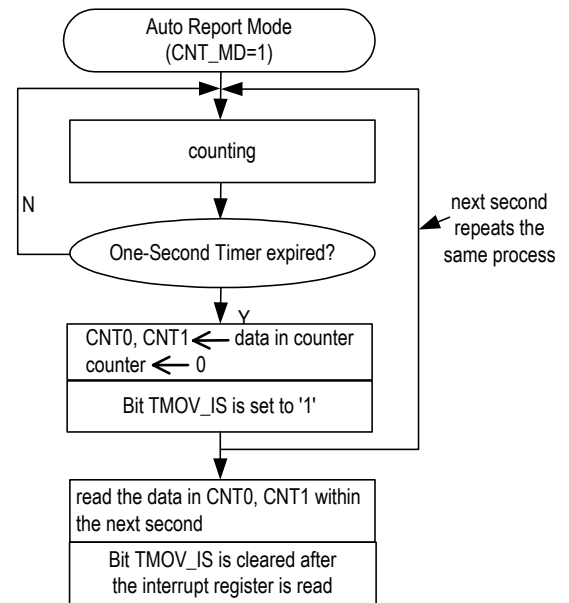 Auto Report Mode
(CNT_MD=1)
counting
N
next second
repeats the
same process
One-Second Timer expired?
Y
CNT0, CNT1 ← data in counter
counter ← 0
Bit TMOV_IS is set to '1'
read the data in CNT0, CNT1 within
the next second
Bit TMOV_IS is cleared after
the interrupt register is read